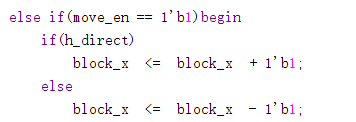 else if(move_en == 1'b1)begin
if(h_direct)
block_x <= block_x + 1'b1;
else
block_x <= block_x - 1'b1;